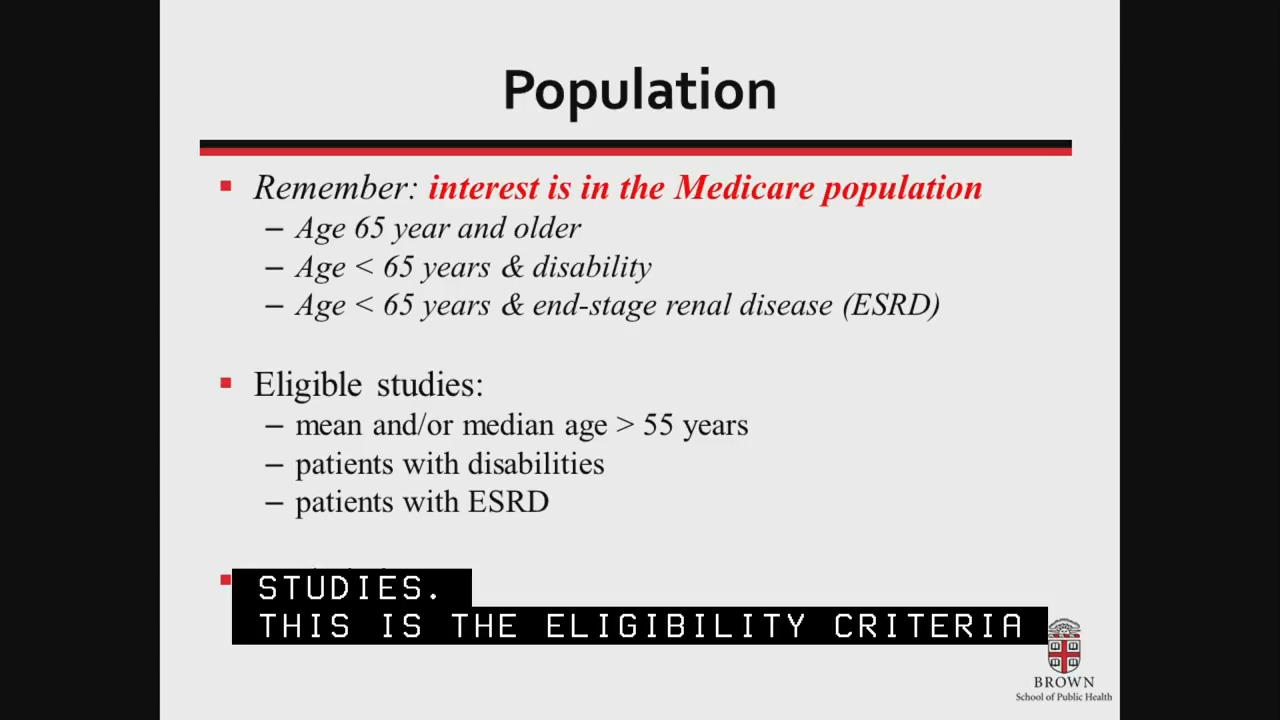 Population
Remember: interest is in the Medicare population
– Age 65 year and older
– Age < 65 years & disability
– Age < 65 years & end-stage renal disease (ESRD)
Eligible studies:
– mean and/or median age > 55 years
– patients with disabilities
– patients with ESRD
STUDIES.
THIS IS THE ELIGIBILITY CRITERIA
BROWN
School of Public Health